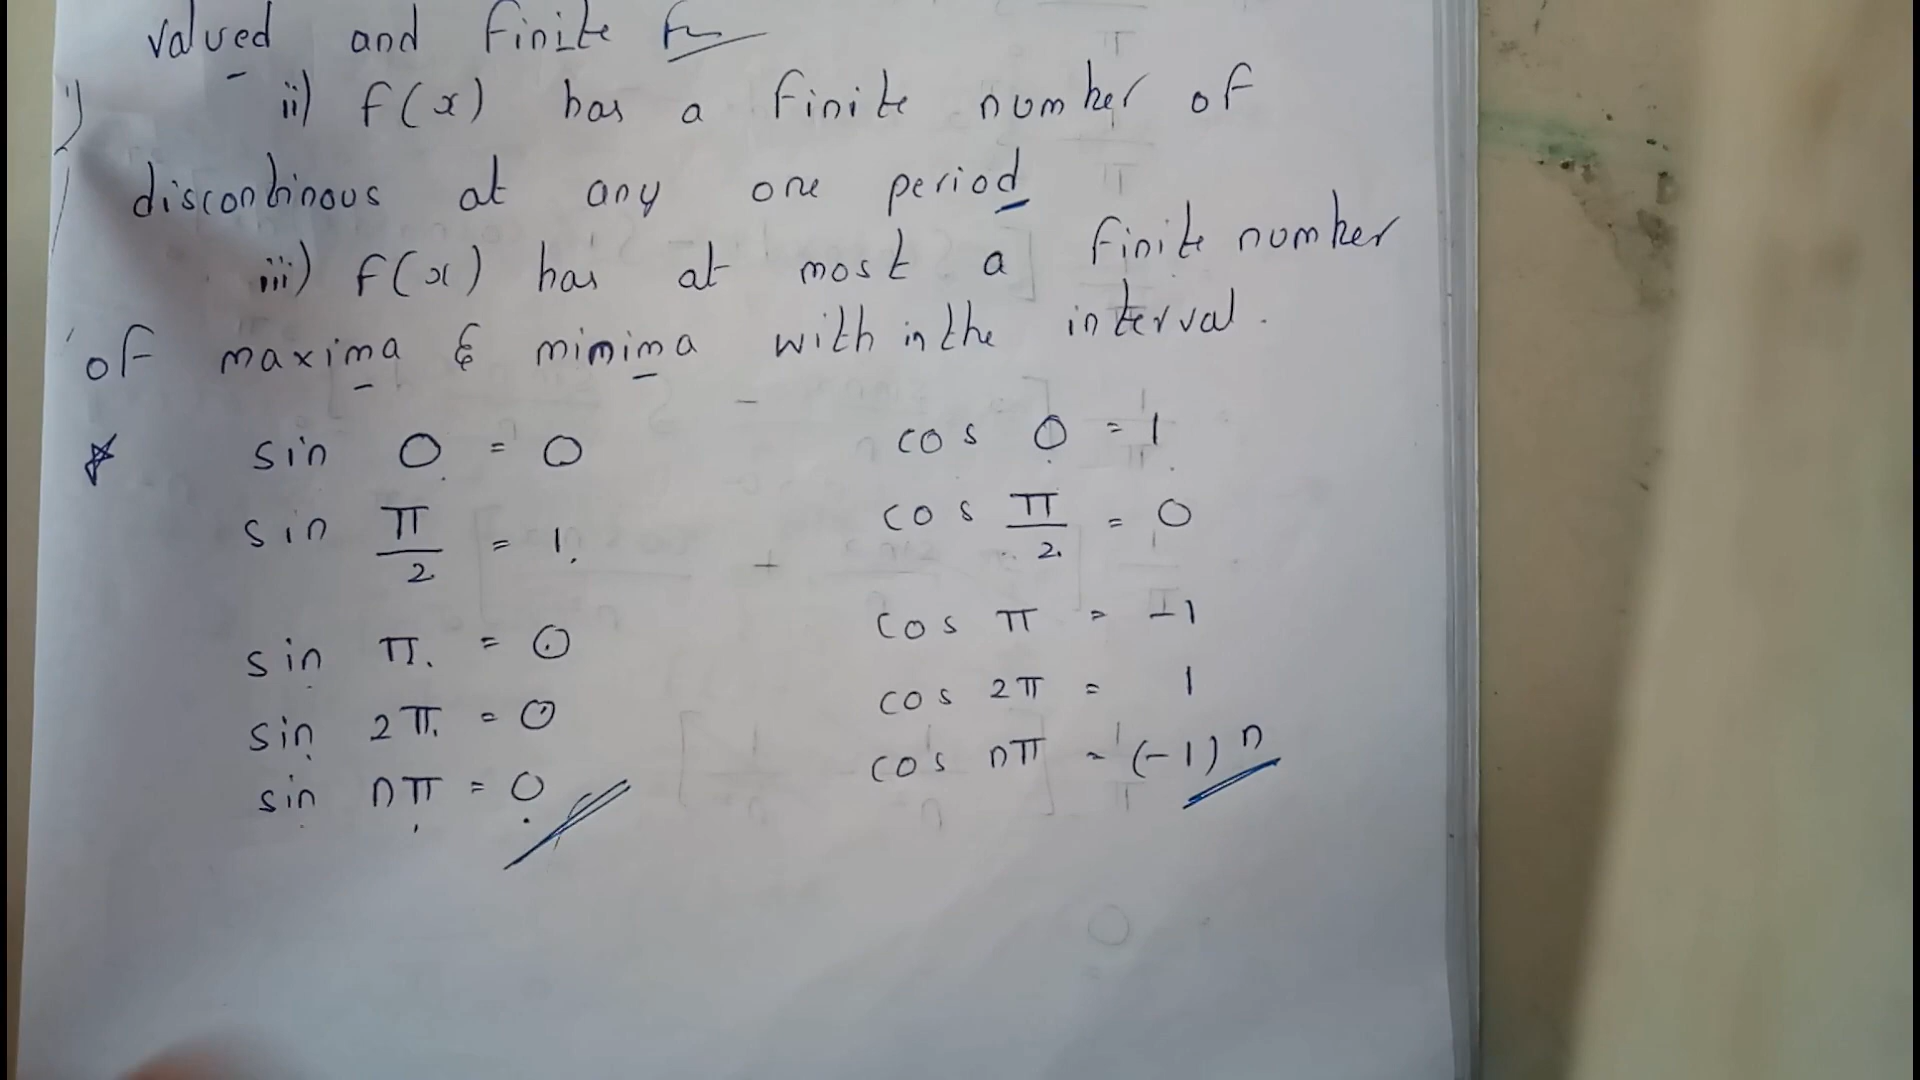 valued and finite
ii) f(x) has a finite number of
discontinous at any one period
iii) f(x) has at most a finite number
of maxima & minima with in the interval.
sin 0 = 0
cos 0 = 1
sin π/2 = 1
cos π/2 = 0
sin π = 0
cos π = -1
sin 2π = 0
cos 2π = 1
sin nπ = 0
cos nπ = (-1)^n